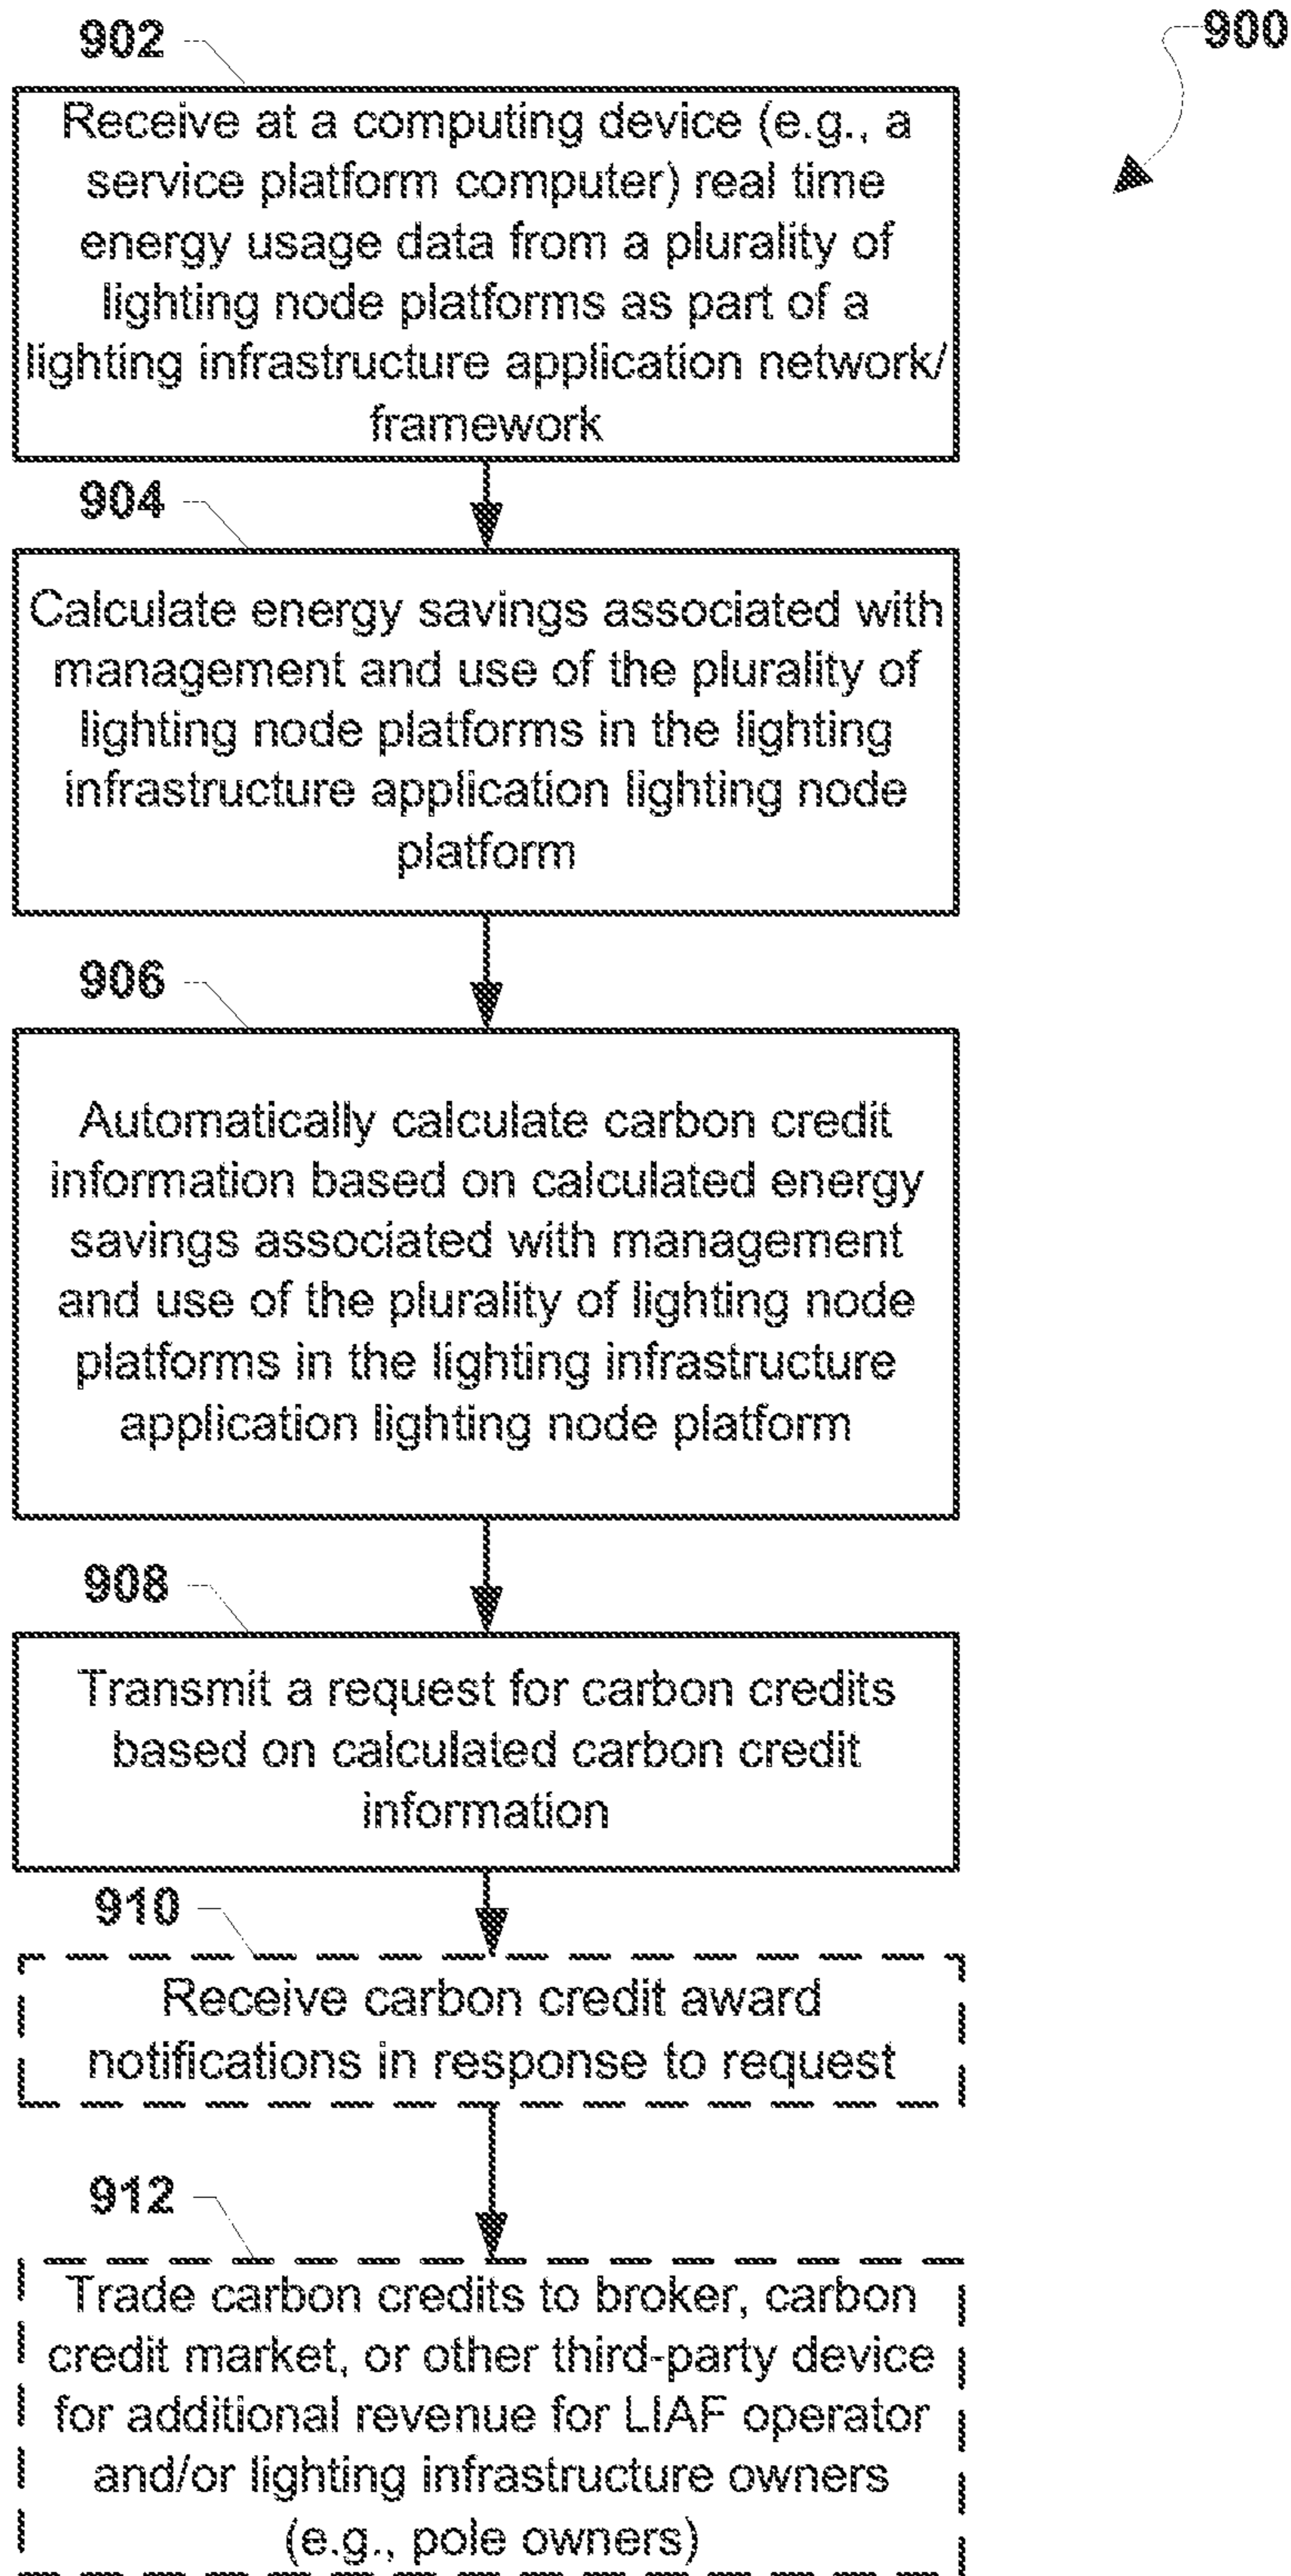 902
900
Receive at a computing device (e.g., a
service platform computer) real time
energy usage data from a plurality of
lighting node platforms as part of a
lighting infrastructure application network/
framework
904
Calculate energy savings associated with
management and use of the plurality of
lighting node platforms in the lighting
infrastructure application lighting node
platform
906
Automatically calculate carbon credit
information based on calculated energy
savings associated with management
and use of the plurality of lighting node
platforms in the lighting infrastructure
application lighting node platform
908
Transmit a request for carbon credits
based on calculated carbon credit
information
910
Receive carbon credit award
notifications in response to request
912
Trade carbon credits to broker, carbon
credit market, or other third-party device
for additional revenue for LIAF operator
and/or lighting infrastructure owners
(e.g., pole owners)